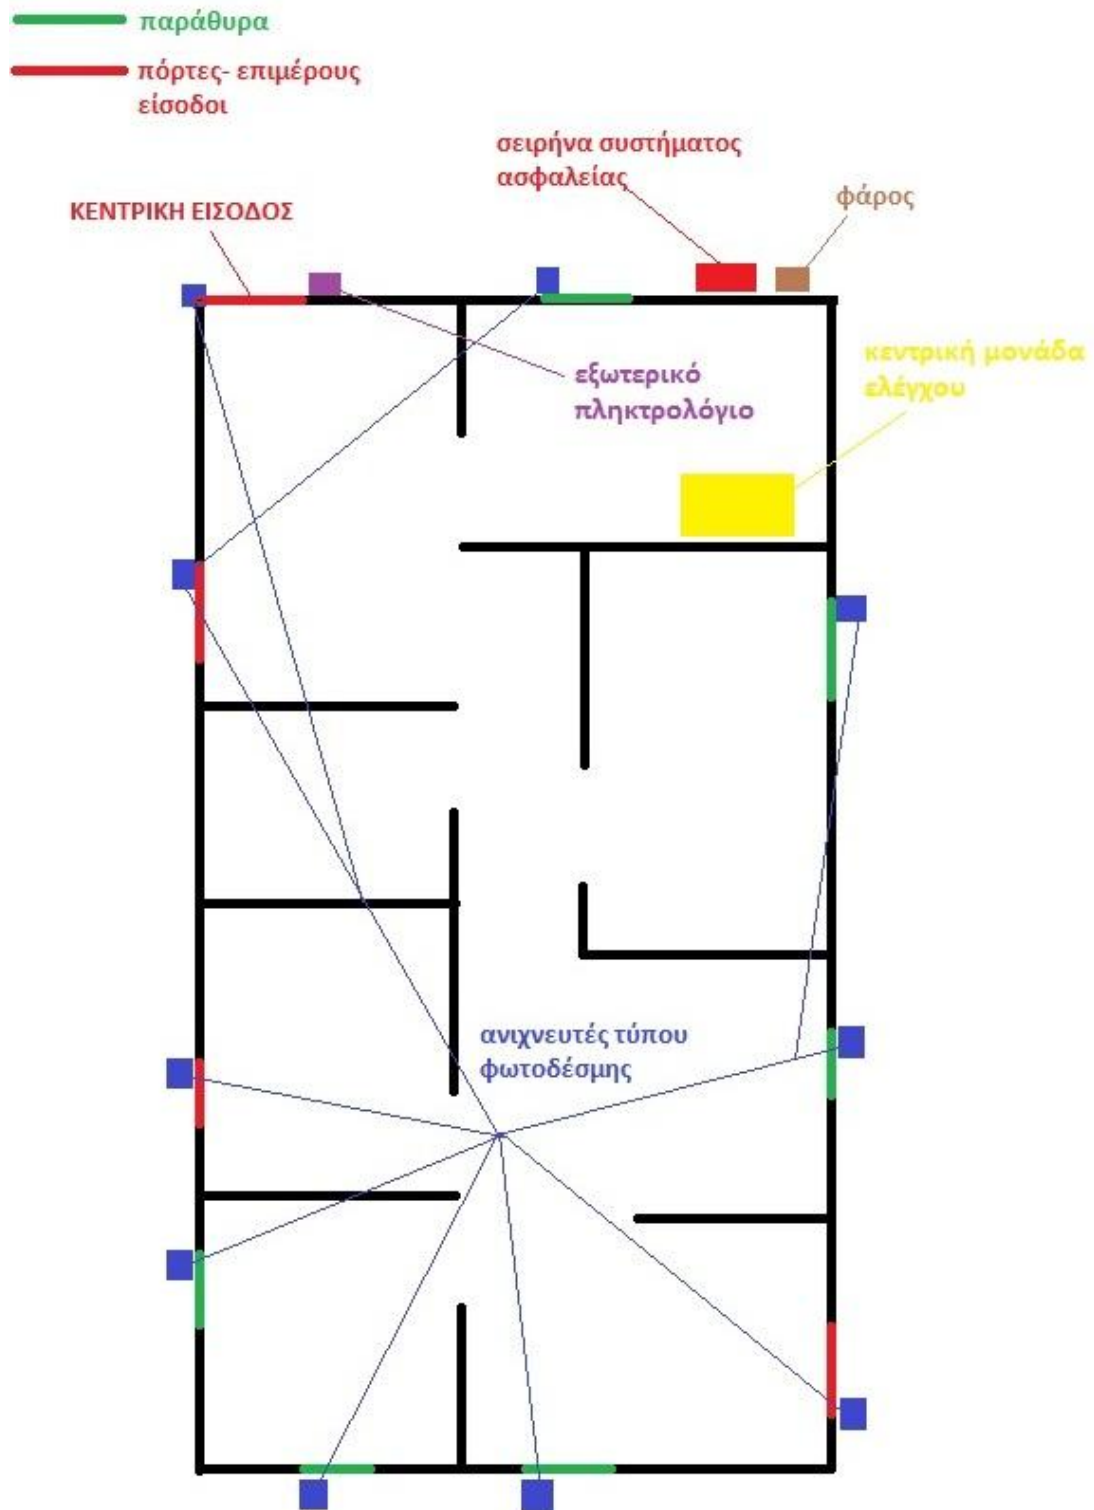 παράθυρα
πόρτες- επιμέρους
είσοδοι
σειρήνα συστήματος
ασφαλείας
φάρος
ΚΕΝΤΡΙΚΗ ΕΙΣΟΔΟΣ
κεντρική μονάδα
ελέγχου
εξωτερικό
πληκτρολόγιο
ανιχνευτές τύπου
φωτοδέσμης